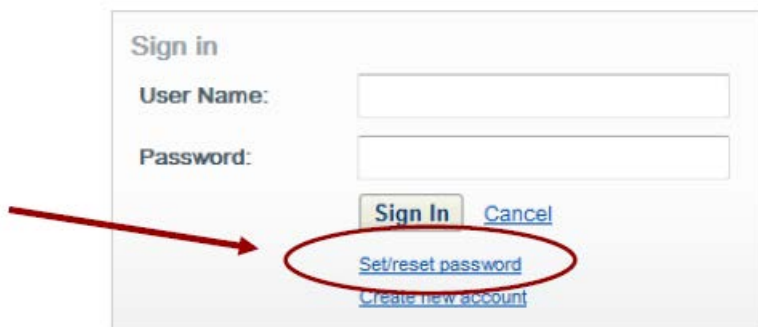 Sign in
User Name:
Password:
Sign In Cancel
Set/reset password
Create new account